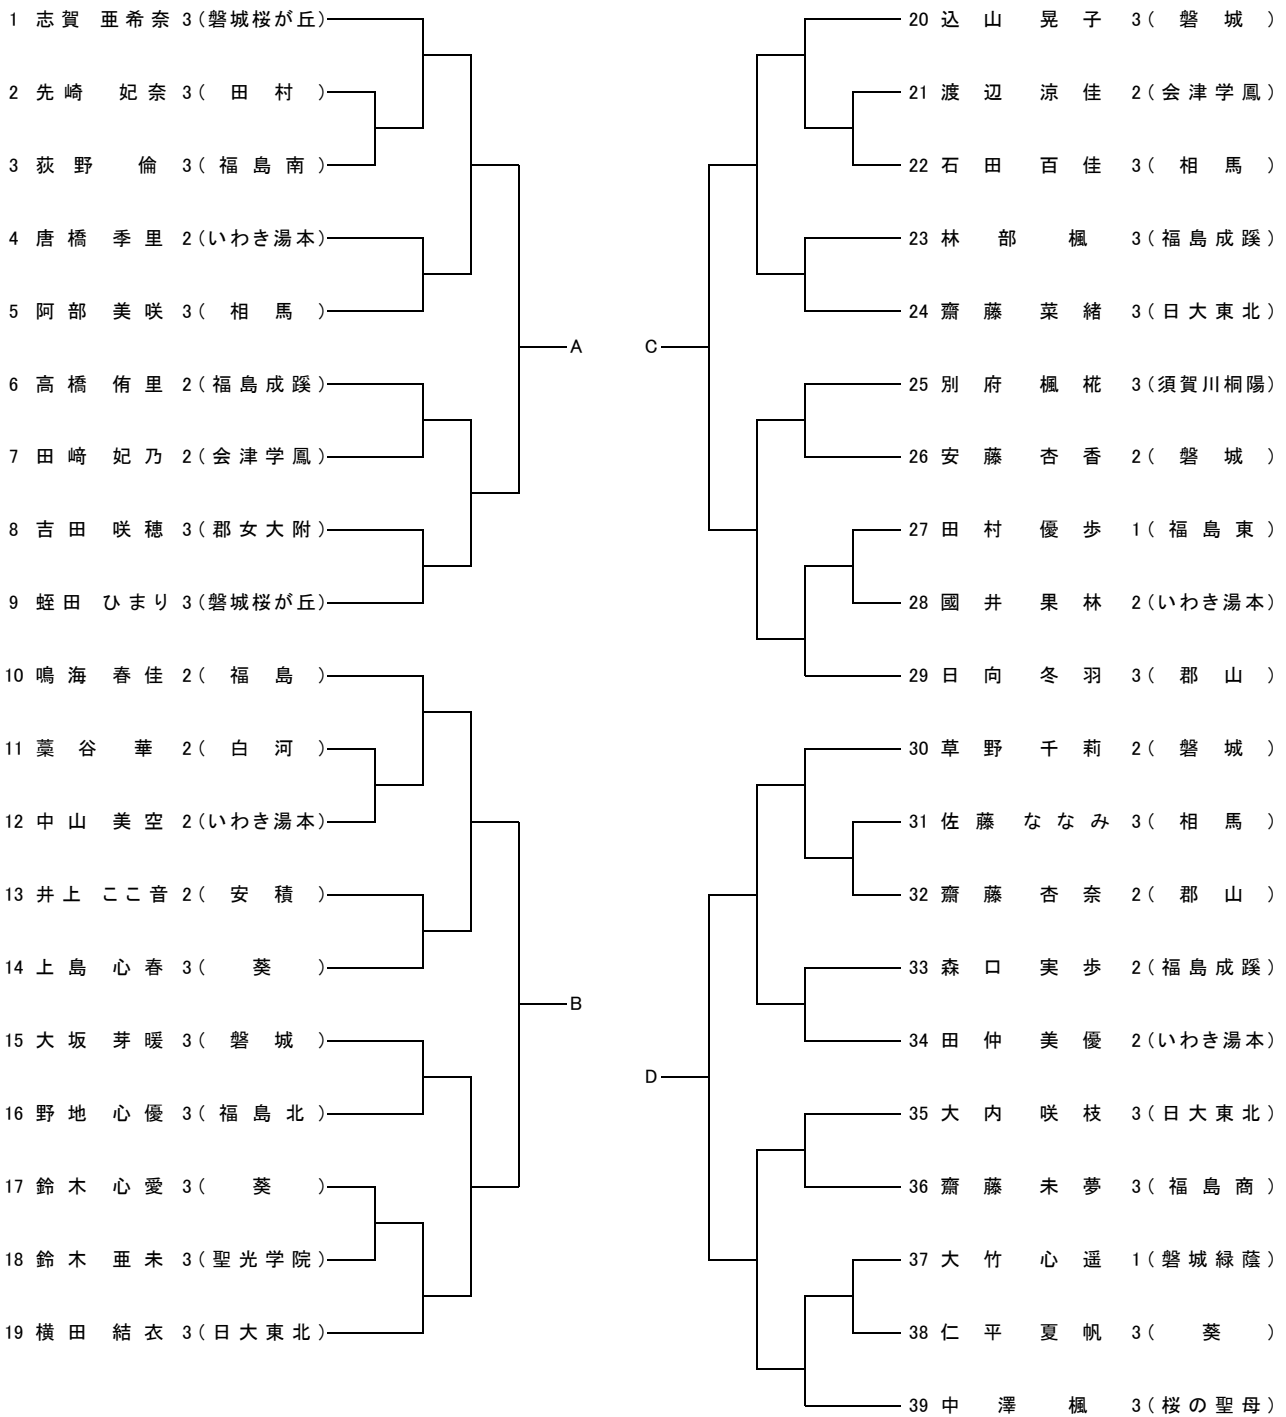 1 志賀 亜希奈 3 (磐城桜が丘)
2 先崎 妃奈 3 ( 田村 )
3 荻野 倫 3 ( 福島南 )
4 唐橋 季里 2 (いわき湯本)
5 阿部 美咲 3 ( 相馬 )
A
6 高橋 侑里 2 (福島成蹊)
7 田﨑 妃乃 2 (会津学鳳)
8 吉田 咲穂 3 (郡女大附)
9 蛭田 ひまり 3 (磐城桜が丘)
10 鳴海 春佳 2 ( 福島 )
11 藁谷 華 2 ( 白河 )
12 中山 美空 2 (いわき湯本)
13 井上 ここ音 2 ( 安積 )
14 上島 心春 3 ( 葵 )
B
15 大坂 芽暖 3 ( 磐城 )
16 野地 心優 3 ( 福島北 )
17 鈴木 心愛 3 ( 葵 )
18 鈴木 亜未 3 (聖光学院)
19 横田 結衣 3 (日大東北)
20 込山 晃子 3 ( 磐城 )
21 渡辺 涼佳 2 (会津学鳳)
22 石田 百佳 3 ( 相馬 )
23 林部 楓 3 (福島成蹊)
24 齋藤 菜緒 3 (日大東北)
C
25 別府 楓椛 3 (須賀川桐陽)
26 安藤 杏香 2 ( 磐城 )
27 田村 優歩 1 ( 福島東 )
28 國井 果林 2 (いわき湯本)
29 日向 冬羽 3 ( 郡山 )
30 草野 千莉 2 ( 磐城 )
31 佐藤 ななみ 3 ( 相馬 )
32 齋藤 杏奈 2 ( 郡山 )
33 森口 実歩 2 (福島成蹊)
34 田仲 美優 2 (いわき湯本)
D
35 大内 咲枝 3 (日大東北)
36 齋藤 未夢 3 ( 福島商 )
37 大竹 心遥 1 (磐城緑蔭)
38 仁平 夏帆 3 ( 葵 )
39 中澤 楓 3 (桜の聖母)